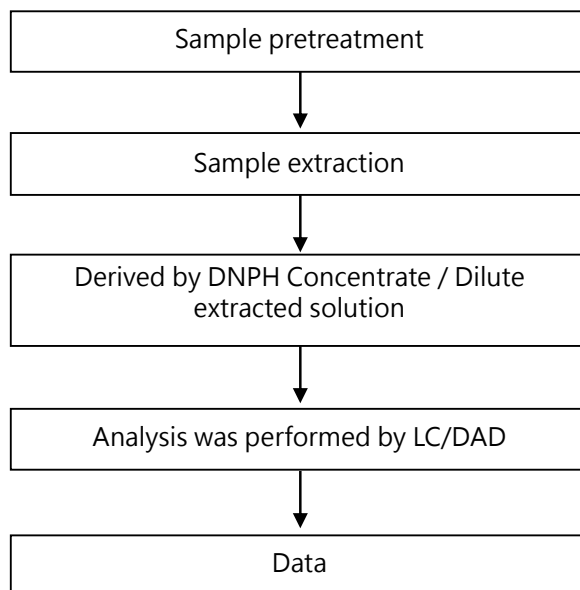 Sample pretreatment
Sample extraction
Derived by DNPH Concentrate / Dilute
extracted solution
Analysis was performed by LC/DAD
Data